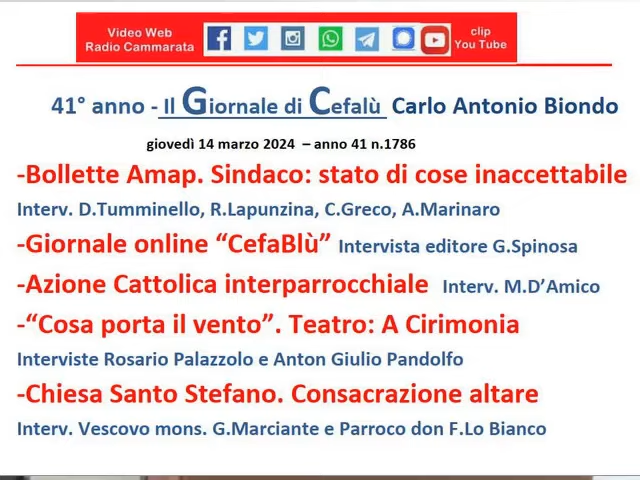 Video Web
Radio Cammarata
clip
You Tube
41° anno - Il Giornale di Cefalù Carlo Antonio Biondo
giovedì 14 marzo 2024 – anno 41 n.1786
-Bollette Amap. Sindaco: stato di cose inaccettabile
Interv. D.Tumminello, R.Lapunzina, C.Greco, A.Marinaro
-Giornale online “CefaBlù” Intervista editore G.Spinosa
-Azione Cattolica interparrocchiale Interv. M.D’Amico
-“Cosa porta il vento”. Teatro: A Cirimonia
Interviste Rosario Palazzolo e Anton Giulio Pandolfo
-Chiesa Santo Stefano. Consacrazione altare
Interv. Vescovo mons. G.Marciante e Parroco don F.Lo Bianco